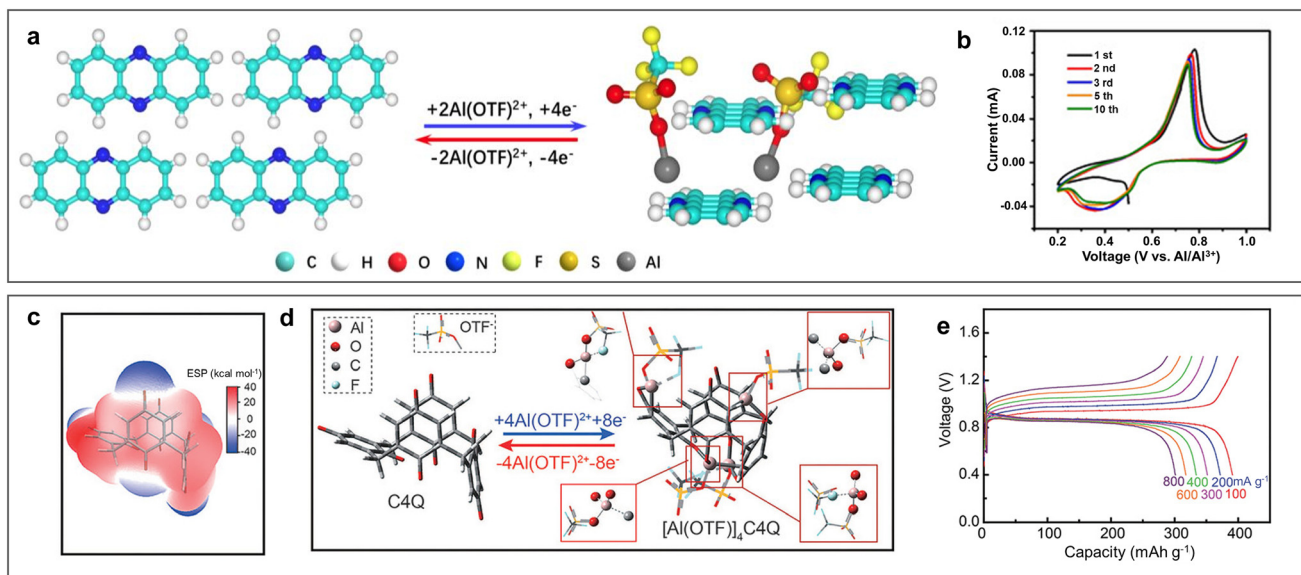 a
+2Al(OTF)²⁺, +4e⁻
-2Al(OTF)²⁺, -4e⁻
C H O N F S Al
b
0.12
0.08
0.04
0.00
-0.04
1 st
2 nd
3 rd
5 th
10 th
Current (mA)
0.2 0.4 0.6 0.8 1.0
Voltage (V vs. Al/Al³⁺)
c
ESP (kcal mol⁻¹)
40
20
0
-20
-40
d
Al
O
C
F
OTF⁻
+4Al(OTF)²⁺+8e⁻
-4Al(OTF)²⁺-8e⁻
C4Q
[Al(OTF)]₄C4Q
e
1.6
1.2
0.8
0.4
0.0
Voltage (V)
800 400 200mA g⁻¹
600 300 100
0 100 200 300 400
Capacity (mAh g⁻¹)